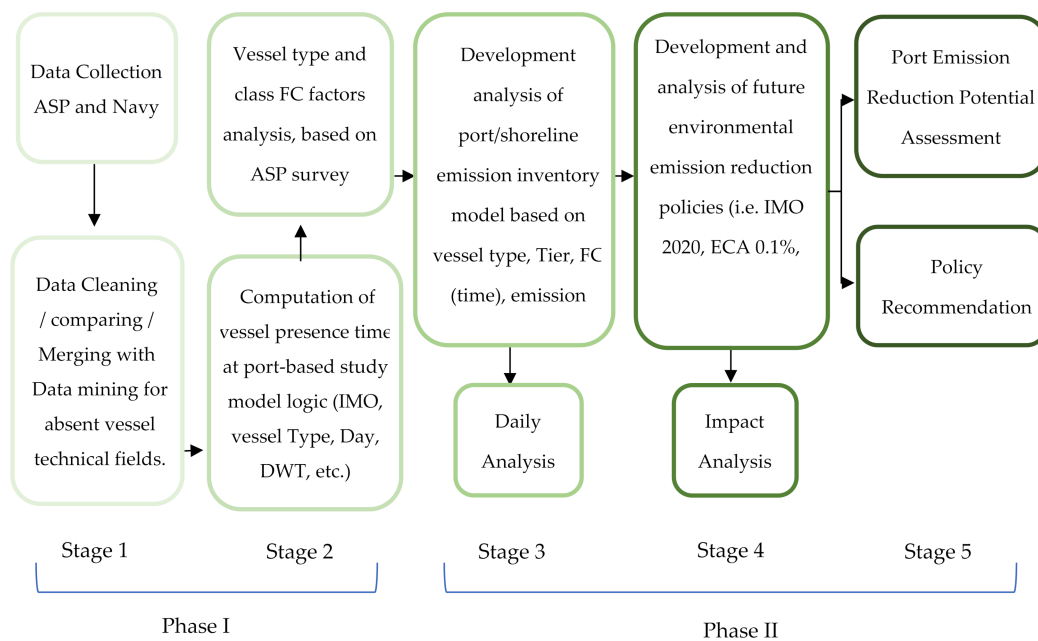 Data Collection
ASP and Navy
Data Cleaning
/ comparing /
Merging with
Data mining for
absent vessel
technical fields.
Vessel type and
class FC factors
analysis, based on
ASP survey
Computation of
vessel presence time
at port-based study
model logic (IMO,
vessel Type, Day,
DWT, etc.)
Development
analysis of
port/shoreline
emission inventory
model based on
vessel type, Tier, FC
(time), emission
Daily
Analysis
Development and
analysis of future
environmental
emission reduction
policies (i.e. IMO
2020, ECA 0.1%,
Impact
Analysis
Port Emission
Reduction Potential
Assessment
Policy
Recommendation
Stage 1
Stage 2
Stage 3
Stage 4
Stage 5
Phase I
Phase II